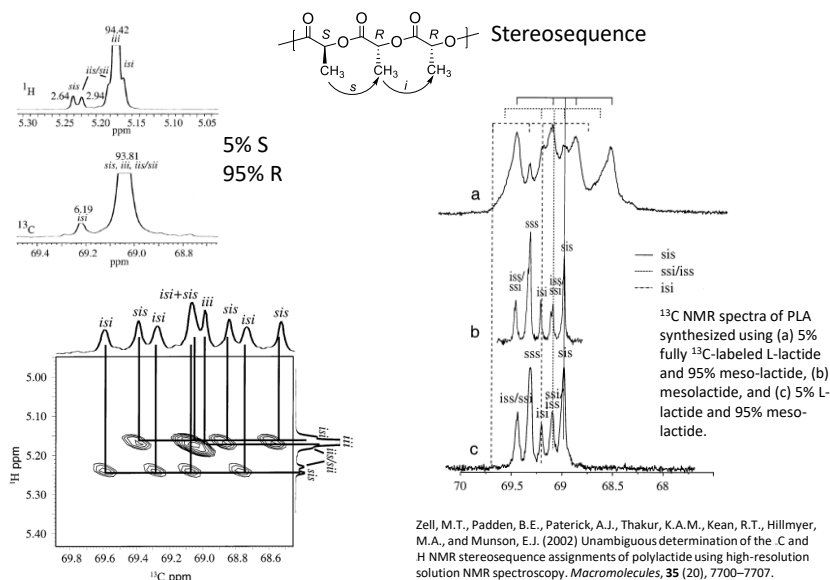 Stereosequence
O
O
O
S
R
R
O
O
O
CH₃
CH₃
CH₃
s
i
94.42
iii
isi
iis/sii
sis
2.64
2.94
¹H
5.30 5.25 5.20 5.15 5.10 5.05
ppm
5% S
95% R
93.81
sis, iii, iis/sii
6.19
isi
¹³C
69.4 69.2 69.0 68.8
ppm
isi+sis
iii
isi
sis
isi
sis
isi
sis
5.00
5.10
5.20
5.30
5.40
¹H ppm
isi
iii
iis/sii
sis
69.8 69.6 69.4 69.2 69.0 68.8 68.6
¹³C ppm
a
sss
sis
iss/
ssi
isi
iss/
ssi
b
sss
sis
iss/ssi
isi
ssi/
iss
c
70 69.5 69 68.5 68
sis
ssi/iss
isi
¹³C NMR spectra of PLA
synthesized using (a) 5%
fully ¹³C-labeled L-lactide
and 95% meso-lactide, (b)
mesolactide, and (c) 5% L-
lactide and 95% meso-
lactide.
Zell, M.T., Padden, B.E., Paterick, A.J., Thakur, K.A.M., Kean, R.T., Hillmyer,
M.A., and Munson, E.J. (2002) Unambiguous determination of the .C and
.H NMR stereosequence assignments of polylactide using high-resolution
solution NMR spectroscopy. Macromolecules, 35 (20), 7700–7707.